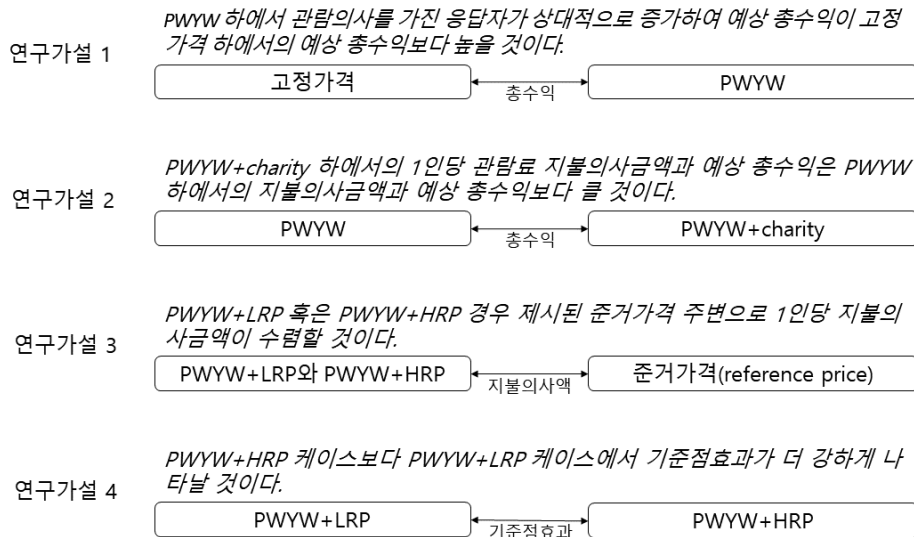 연구가설 1
PWYW 하에서 관람의사를 가진 응답자가 상대적으로 증가하여 예상 총수익이 고정
가격 하에서의 예상 총수익보다 높을 것이다.
고정가격
총수익
PWYW
연구가설 2
PWYW+charity 하에서의 1인당 관람료 지불의사금액과 예상 총수익은 PWYW
하에서의 지불의사금액과 예상 총수익보다 클 것이다.
PWYW
총수익
PWYW+charity
연구가설 3
PWYW+LRP 혹은 PWYW+HRP 경우 제시된 준거가격 주변으로 1인당 지불의
사금액이 수렴할 것이다.
PWYW+LRP와 PWYW+HRP
지불의사액
준거가격(reference price)
연구가설 4
PWYW+HRP 케이스보다 PWYW+LRP 케이스에서 기준점효과가 더 강하게 나
타날 것이다.
PWYW+LRP
기준점효과
PWYW+HRP